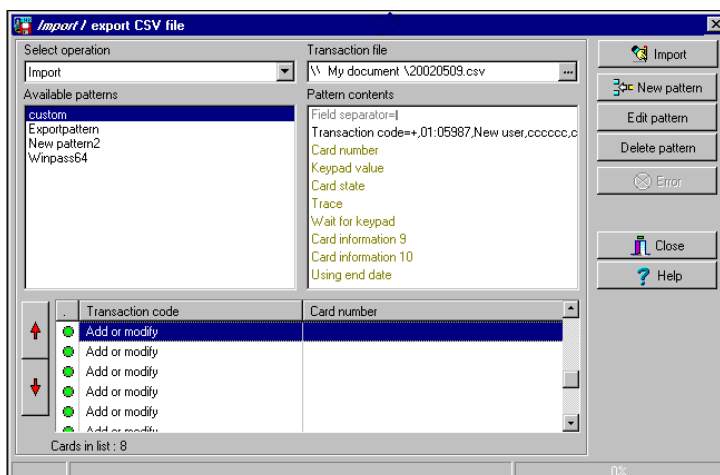 Import / export CSV file
Select operation
Import
Transaction file
\\ My document \20020509.csv
...
Available patterns
custom
Exportpattern
New pattern2
Winpass64
Pattern contents
Field separator=|
Transaction code=+,01:05987,New user,cccccc,c
Card number
Keypad value
Card state
Trace
Wait for keypad
Card information 9
Card information 10
Using end date
Import
New pattern
Edit pattern
Delete pattern
Error
Close
Help
. Transaction code Card number
Add or modify
Add or modify
Add or modify
Add or modify
Add or modify
Add or modify
Cards in list : 8
0%